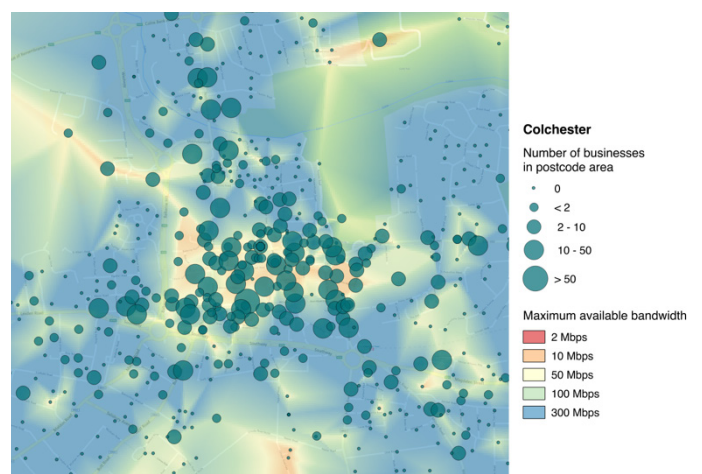 Colchester
Number of businesses
in postcode area
0
< 2
2 - 10
10 - 50
> 50
Maximum available bandwidth
2 Mbps
10 Mbps
50 Mbps
100 Mbps
300 Mbps